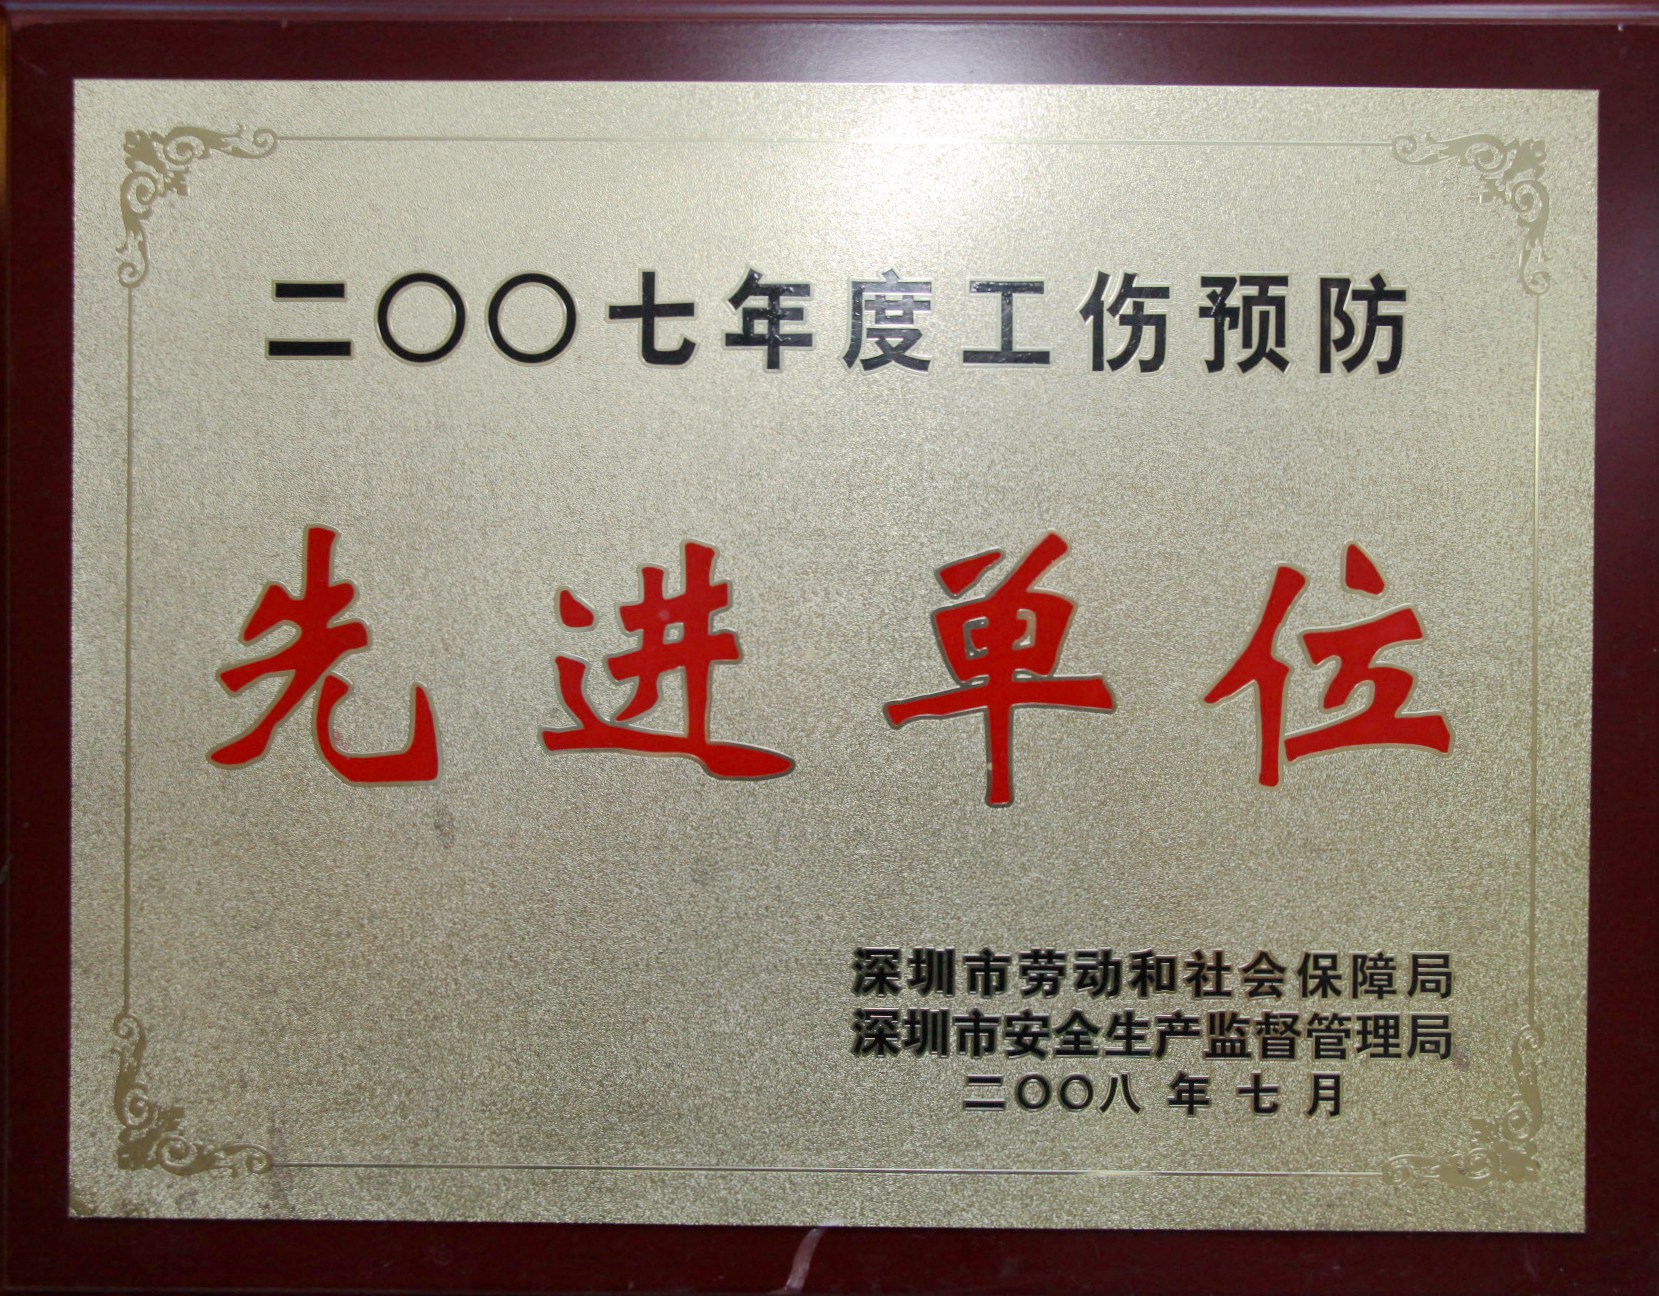 二〇〇七年度工伤预防
先进单位
深圳市劳动和社会保障局
深圳市安全生产监督管理局
二〇〇八年七月